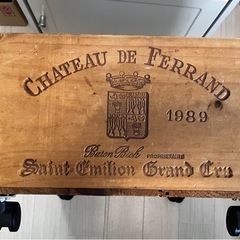 CHATEAU DE FERRAND
1989
Baron Bich PROPRIETAIRE
Saint Emilion Grand Cru